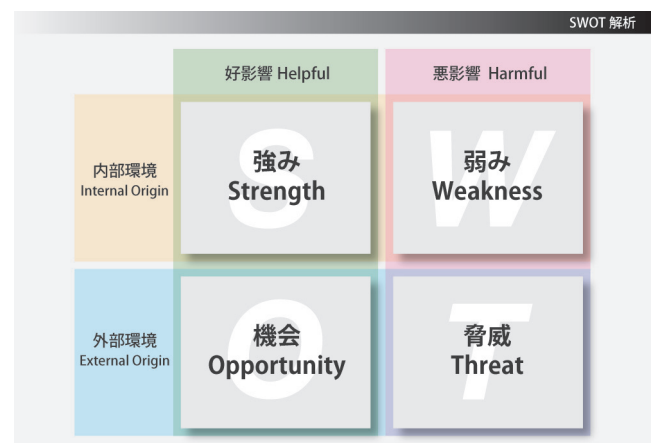 SWOT 解析
好影響 Helpful
悪影響 Harmful
内部環境
Internal Origin
S
強み
Strength
W
弱み
Weakness
外部環境
External Origin
O
機会
Opportunity
T
脅威
Threat